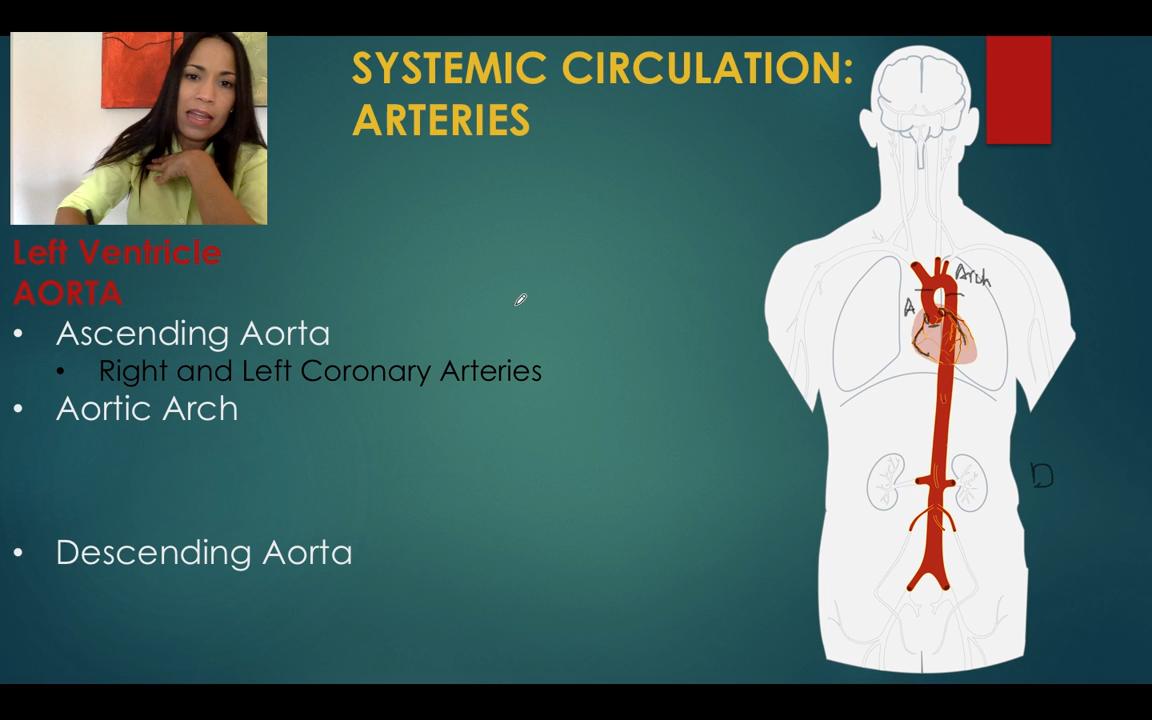 SYSTEMIC CIRCULATION:
ARTERIES
Left Ventricle
AORTA
• Ascending Aorta
• Right and Left Coronary Arteries
• Aortic Arch
• Descending Aorta
Arch
A
D